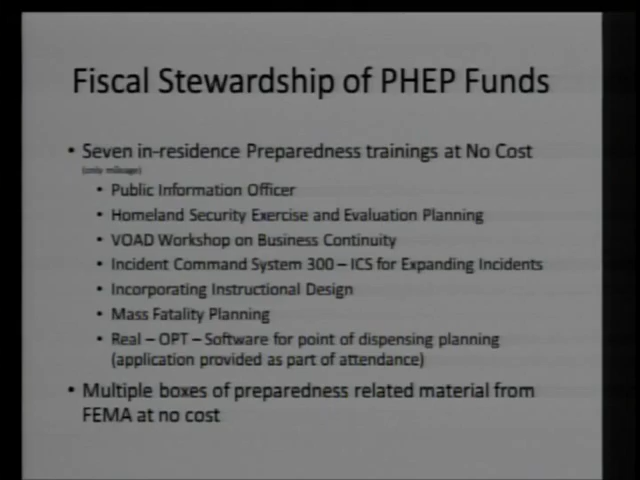 Fiscal Stewardship of PHEP Funds
• Seven in-residence Preparedness trainings at No Cost
(only mileage)
• Public Information Officer
• Homeland Security Exercise and Evaluation Planning
• VOAD Workshop on Business Continuity
• Incident Command System 300 – ICS for Expanding Incidents
• Incorporating Instructional Design
• Mass Fatality Planning
• Real – OPT – Software for point of dispensing planning
(application provided as part of attendance)
• Multiple boxes of preparedness related material from
FEMA at no cost